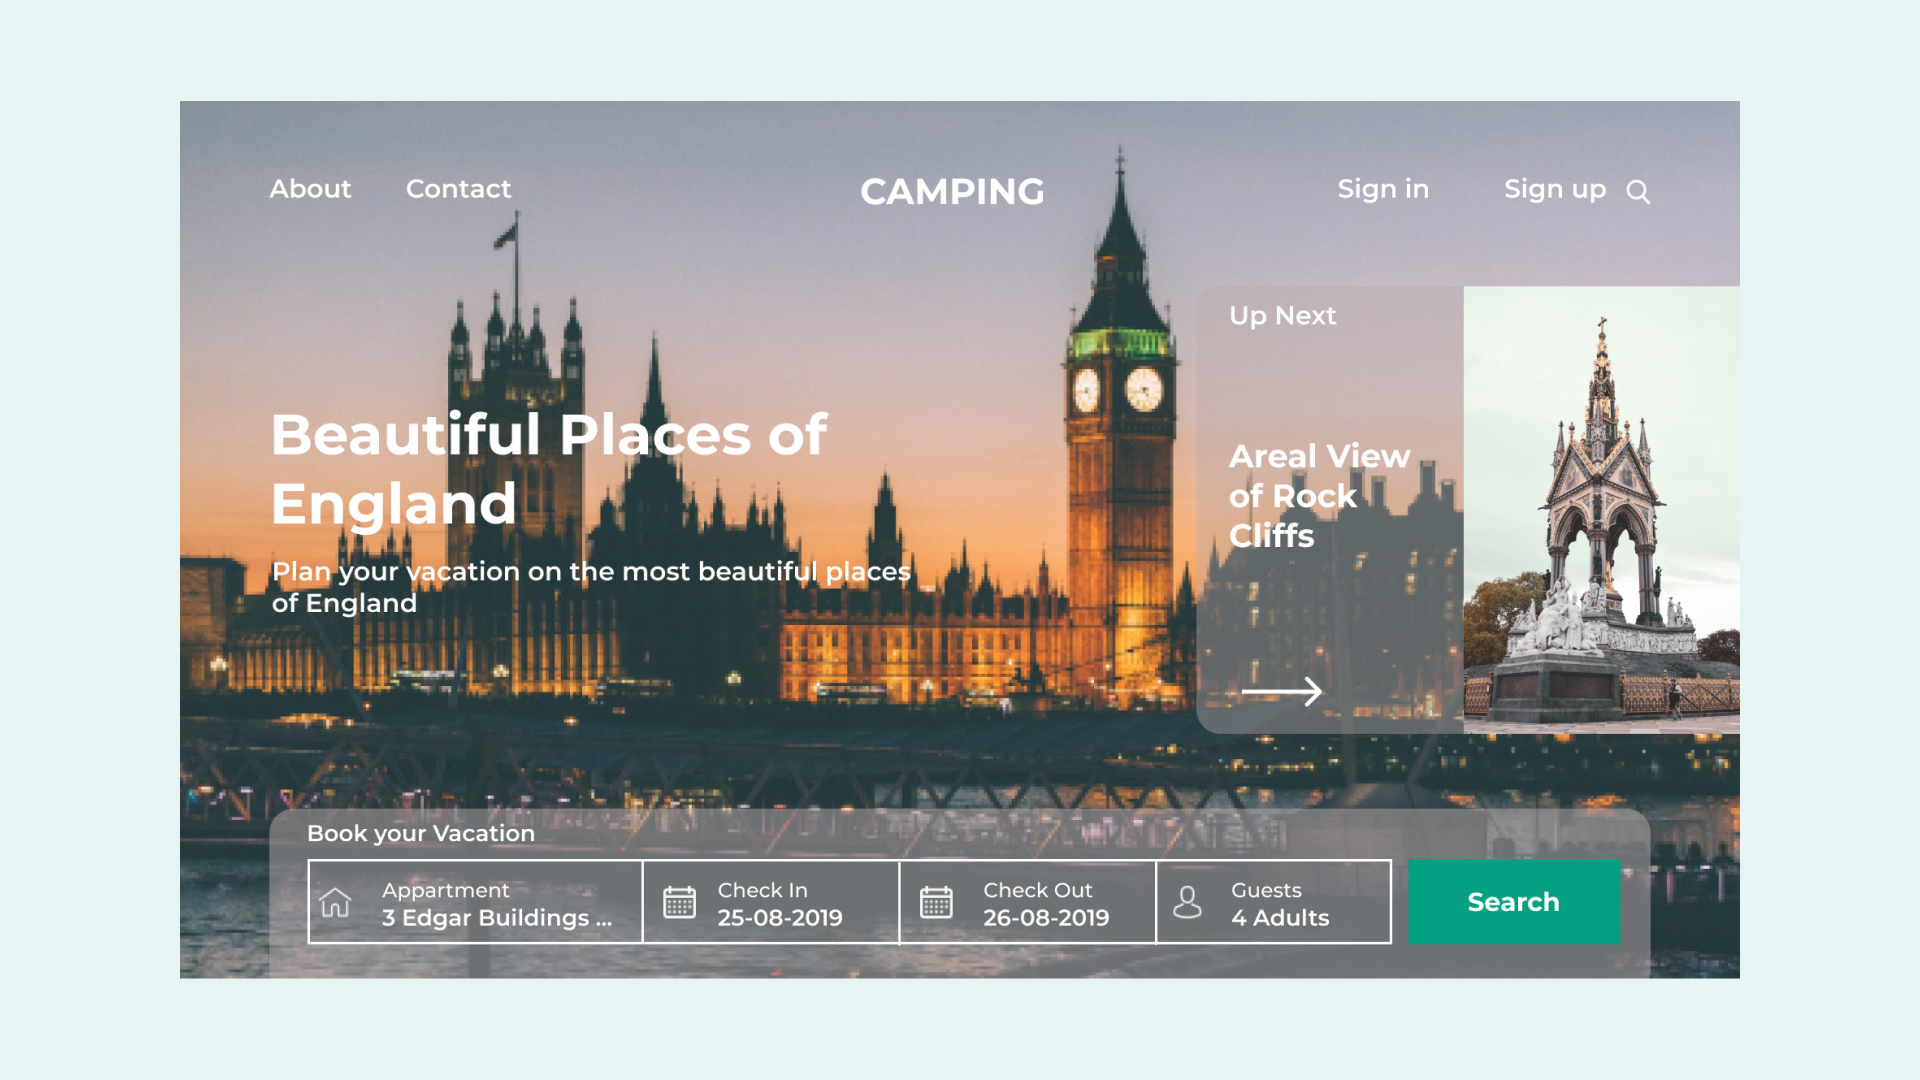 About
Contact
CAMPING
Sign in
Sign up
Up Next
Areal View
of Rock
Cliffs
Beautiful Places of
England
Plan your vacation on the most beautiful places
of England
Book your Vacation
Appartment
3 Edgar Buildings ...
Check In
25-08-2019
Check Out
26-08-2019
Guests
4 Adults
Search